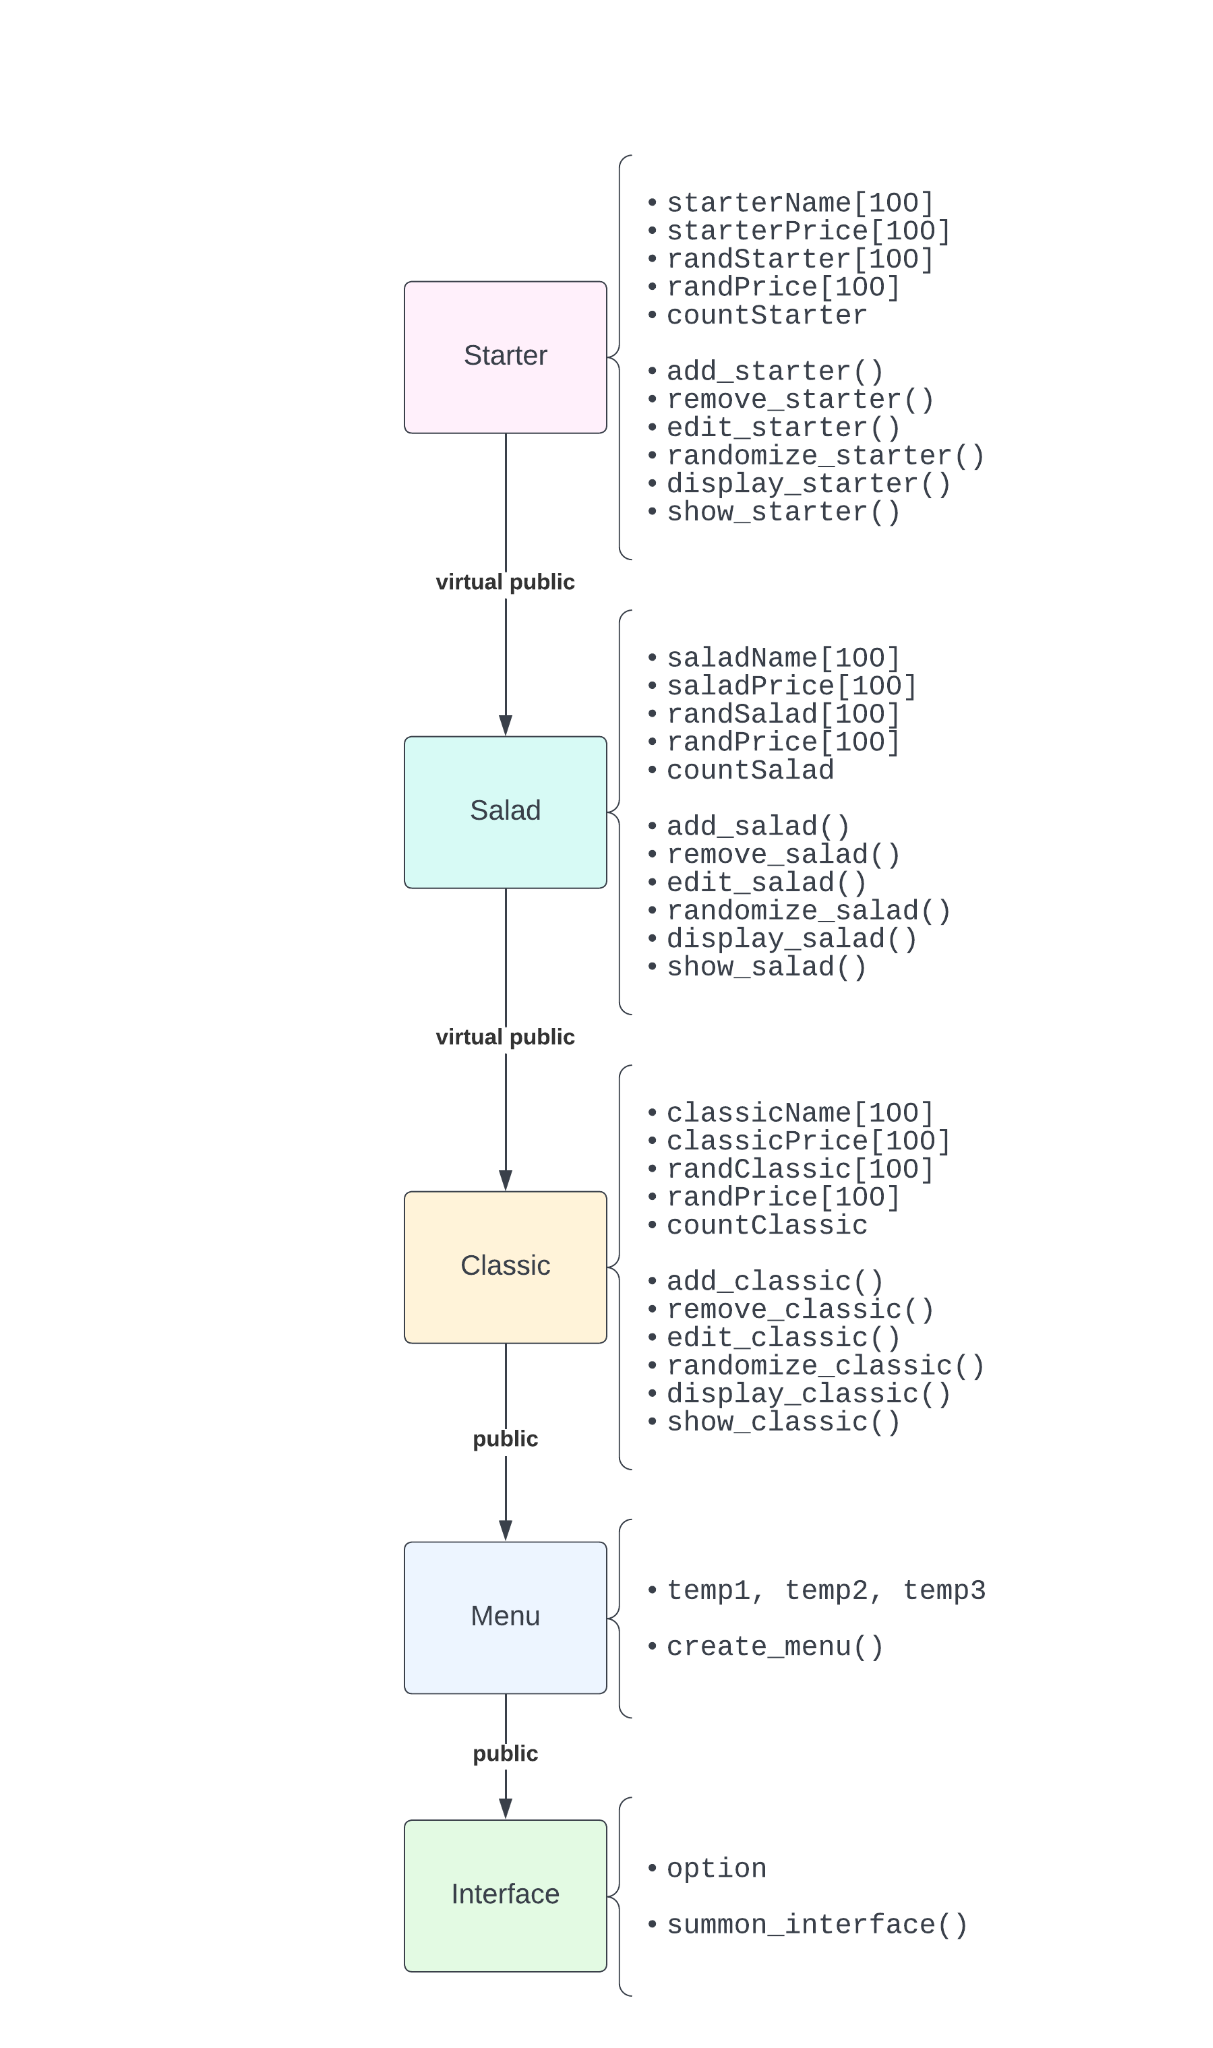 • starterName[100]
• starterPrice[100]
• randStarter[100]
• randPrice[100]
• countStarter
Starter
• add_starter()
• remove_starter()
• edit_starter()
• randomize_starter()
• display_starter()
• show_starter()
virtual public
• saladName[100]
• saladPrice[100]
• randSalad[100]
• randPrice[100]
• countSalad
Salad
• add_salad()
• remove_salad()
• edit_salad()
• randomize_salad()
• display_salad()
• show_salad()
virtual public
• classicName[100]
• classicPrice[100]
• randClassic[100]
• randPrice[100]
• countClassic
Classic
• add_classic()
• remove_classic()
• edit_classic()
• randomize_classic()
• display_classic()
• show_classic()
public
• temp1, temp2, temp3
Menu
• create_menu()
public
• option
Interface
• summon_interface()